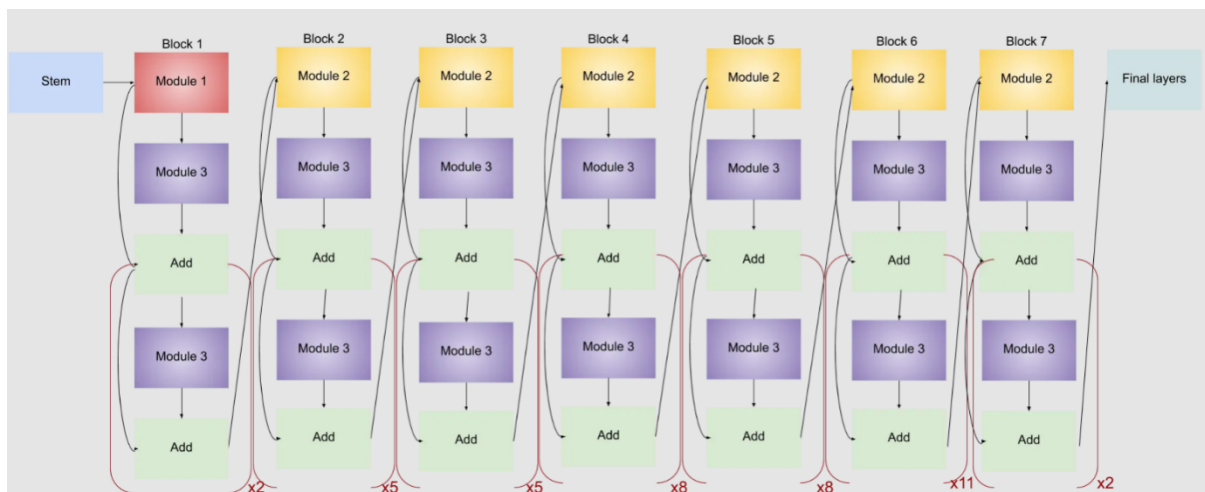 Block 1
Block 2
Block 3
Block 4
Block 5
Block 6
Block 7
Stem
Module 1
Module 2
Module 2
Module 2
Module 2
Module 2
Module 2
Final layers
Module 3
Module 3
Module 3
Module 3
Module 3
Module 3
Module 3
Add
Add
Add
Add
Add
Add
Add
Module 3
Module 3
Module 3
Module 3
Module 3
Module 3
Module 3
Add
Add
Add
Add
Add
Add
Add
x2
x5
x5
x8
x8
x11
x2